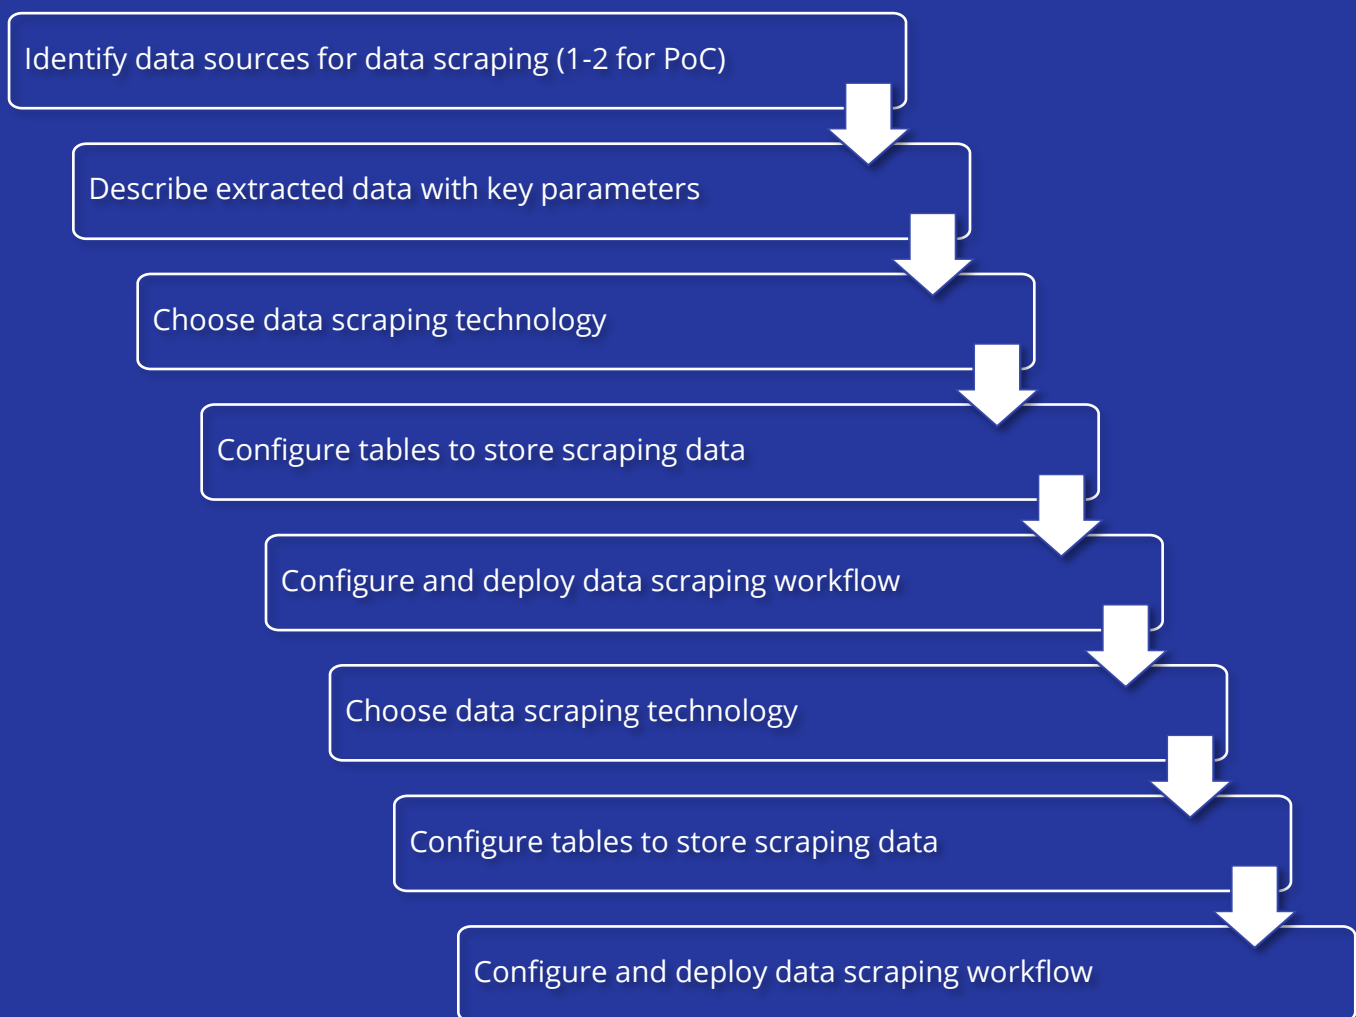 Identify data sources for data scraping (1-2 for PoC)
Describe extracted data with key parameters
Choose data scraping technology
Configure tables to store scraping data
Configure and deploy data scraping workflow
Choose data scraping technology
Configure tables to store scraping data
Configure and deploy data scraping workflow